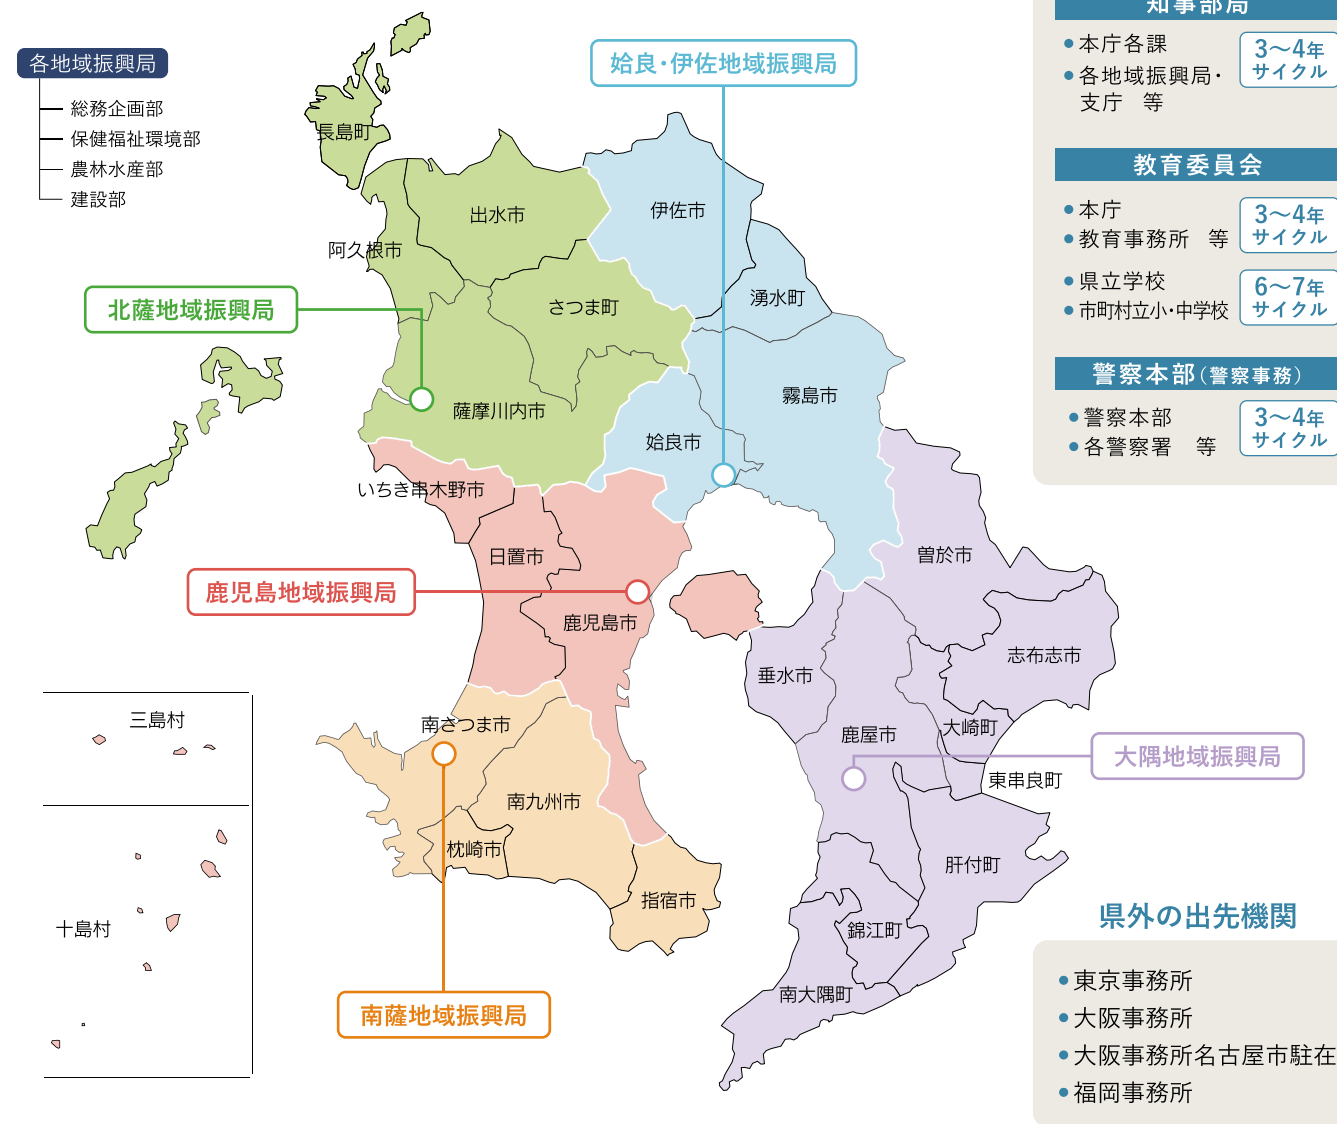 各地域振興局
総務企画部
保健福祉環境部
農林水産部
建設部
姶良・伊佐地域振興局
長島町
出水市
阿久根市
伊佐市
湧水町
さつま町
北薩地域振興局
薩摩川内市
霧島市
姶良市
いちき串木野市
日置市
曽於市
鹿児島地域振興局
鹿児島市
志布志市
垂水市
南さつま市
鹿屋市
大崎町
大隅地域振興局
東串良町
三島村
南九州市
枕崎市
肝付町
指宿市
十島村
錦江町
南大隅町
南薩地域振興局
知事部局
●本庁各課
●各地域振興局・
支庁　等
3〜4年
サイクル
教育委員会
●本庁
●教育事務所　等
3〜4年
サイクル
●県立学校
●市町村立小・中学校
6〜7年
サイクル
警察本部（警察事務）
●警察本部
●各警察署　等
3〜4年
サイクル
県外の出先機関
●東京事務所
●大阪事務所
●大阪事務所名古屋市駐在
●福岡事務所